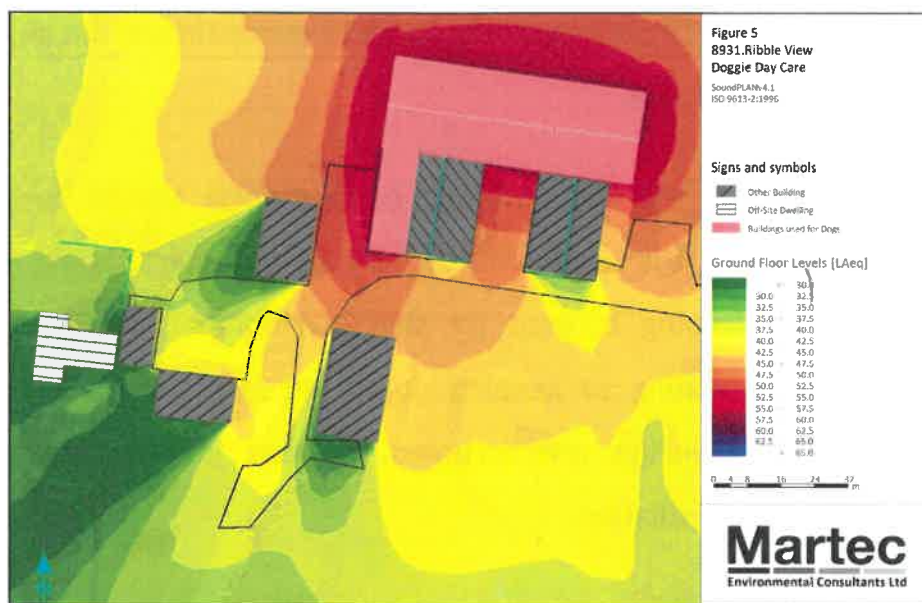 Figure 5
8931.Ribble View
Doggie Day Care
SoundPLANv4.1
ISO 9613-2:1996
Signs and symbols
Other Building
Off-Site Dwelling
Buildings used for Dogs
Ground Floor Levels [LAeq]
30.0
30.0 32.5
32.5 35.0
35.0 37.5
37.5 40.0
40.0 42.5
42.5 45.0
45.0 47.5
47.5 50.0
50.0 52.5
52.5 55.0
55.0 57.5
57.5 60.0
60.0 62.5
62.5 65.0
65.0
0 4 8 16 24 32
m
Martec
Environmental Consultants Ltd